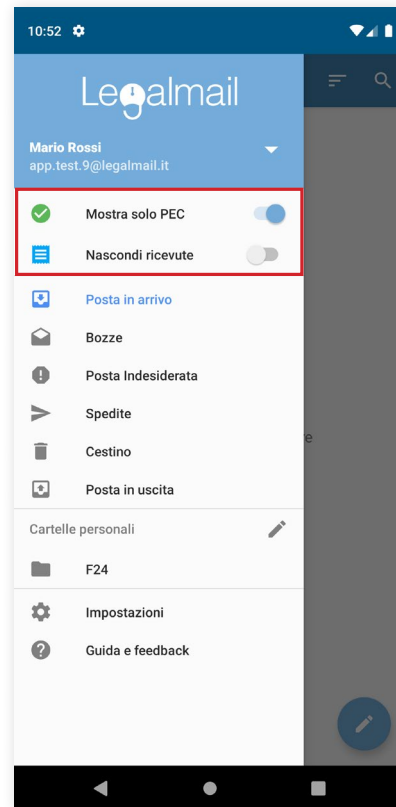 10:52
Legalmail
Mario Rossi
app.test.9@legalmail.it
Mostra solo PEC
Nascondi ricevute
Posta in arrivo
Bozze
Posta Indesiderata
Spedite
e
Cestino
Posta in uscita
Cartelle personali
F24
Impostazioni
Guida e feedback